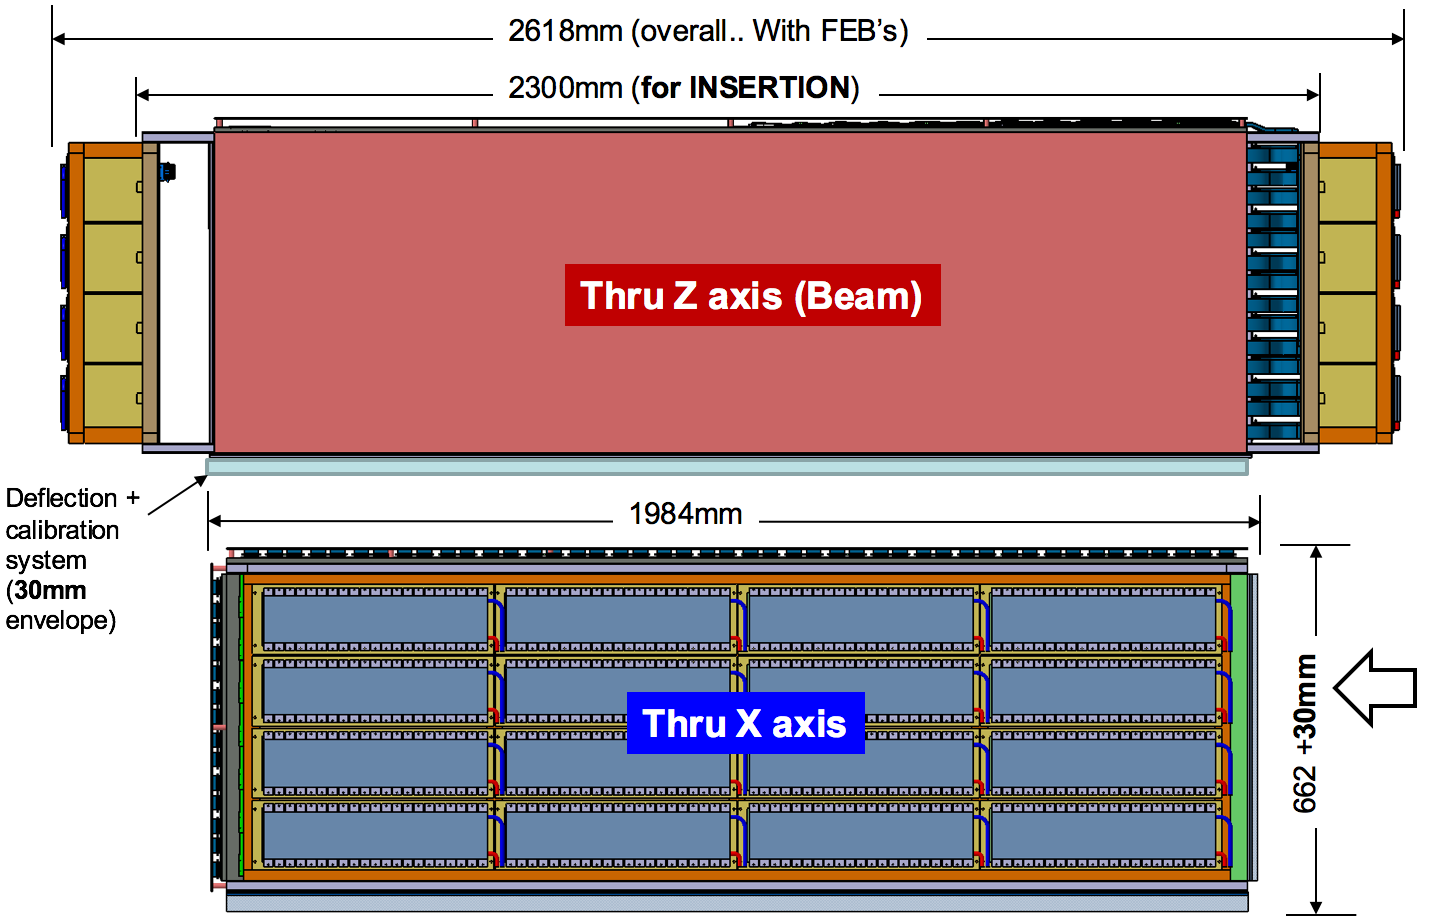 2618mm (overall.. With FEB’s)
2300mm (for INSERTION)
Thru Z axis (Beam)
Deflection +
calibration
system
(30mm
envelope)
1984mm
Thru X axis
662 +30mm